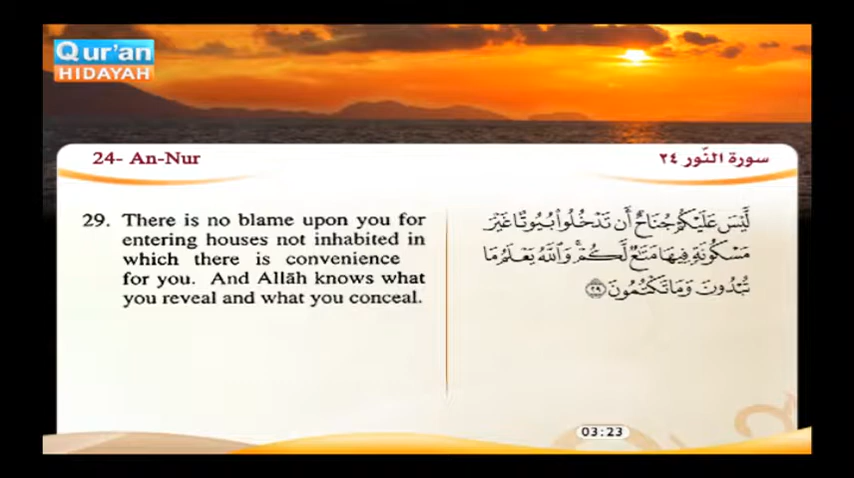 Qur'an
HIDAYAH
24- An-Nur
سورة النّور ٢٤
29. There is no blame upon you for
entering houses not inhabited in
which there is convenience
for you. And Allāh knows what
you reveal and what you conceal.
لَّيْسَ عَلَيْكُمْ جُنَاحٌ أَن تَدْخُلُوا۟ بُيُوتًا غَيْرَ
مَسْكُونَةٍ فِيهَا مَتَـٰعٌ لَّكُمْ ۚ وَٱللَّهُ يَعْلَمُ مَا
تُبْدُونَ وَمَا تَكْتُمُونَ ٢٩
03:23